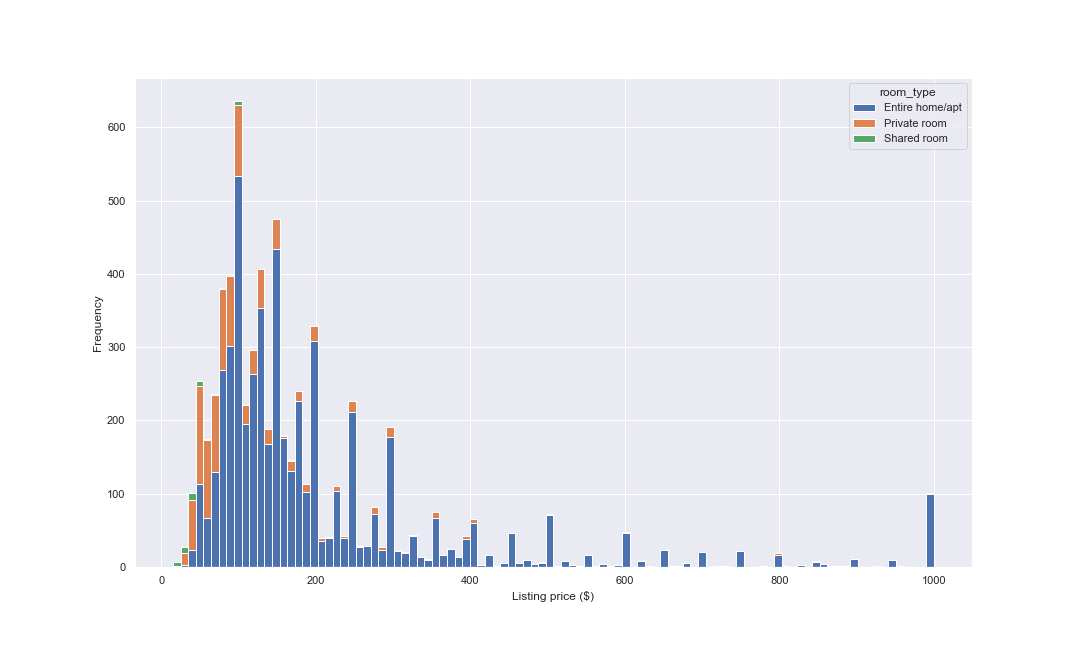 room_type
Entire home/apt
Private room
Shared room
600
500
400
300
200
100
0
Frequency
0 200 400 600 800 1000
Listing price ($)